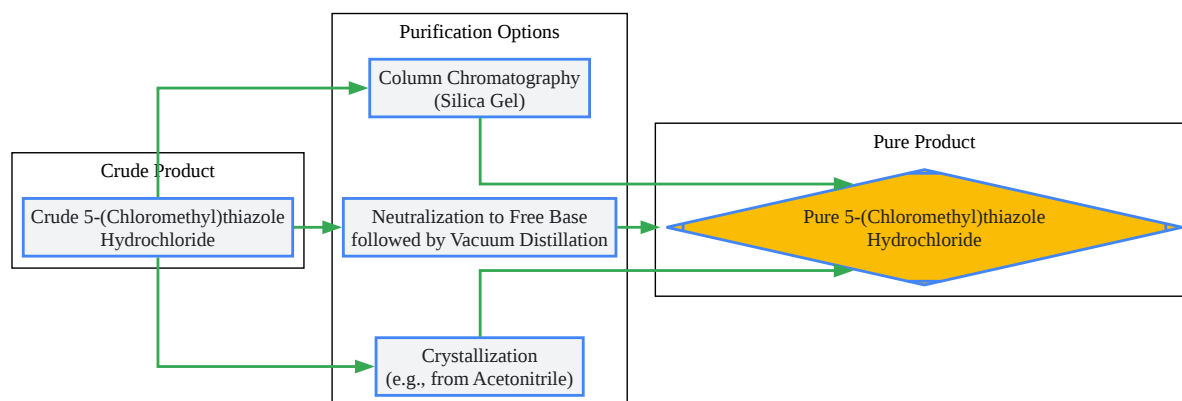 Crude Product
Crude 5-(Chloromethyl)thiazole
Hydrochloride
Purification Options
Column Chromatography
(Silica Gel)
Neutralization to Free Base
followed by Vacuum Distillation
Crystallization
(e.g., from Acetonitrile)
Pure Product
Pure 5-(Chloromethyl)thiazole
Hydrochloride